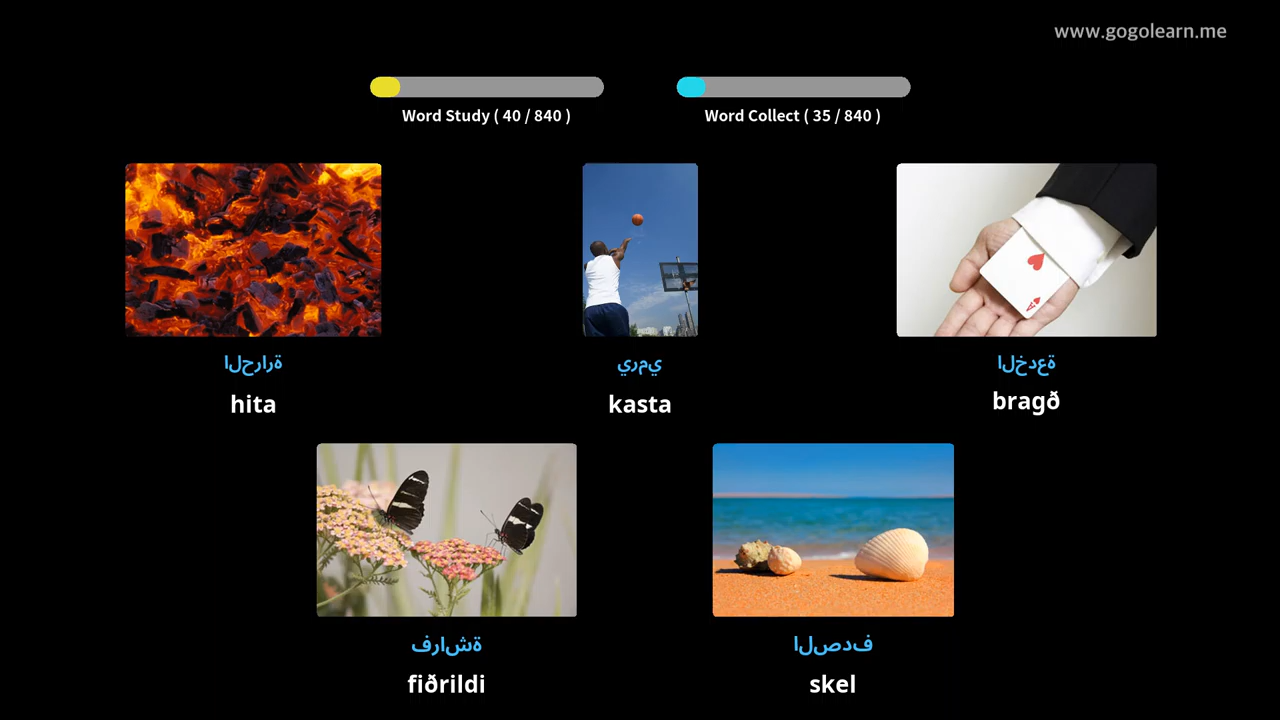 www.gogolearn.me
Word Study ( 40 / 840 )
Word Collect ( 35 / 840 )
الحرارة
يرمي
الخدعة
hita
kasta
bragð
فراشة
الصدف
fiðrildi
skel